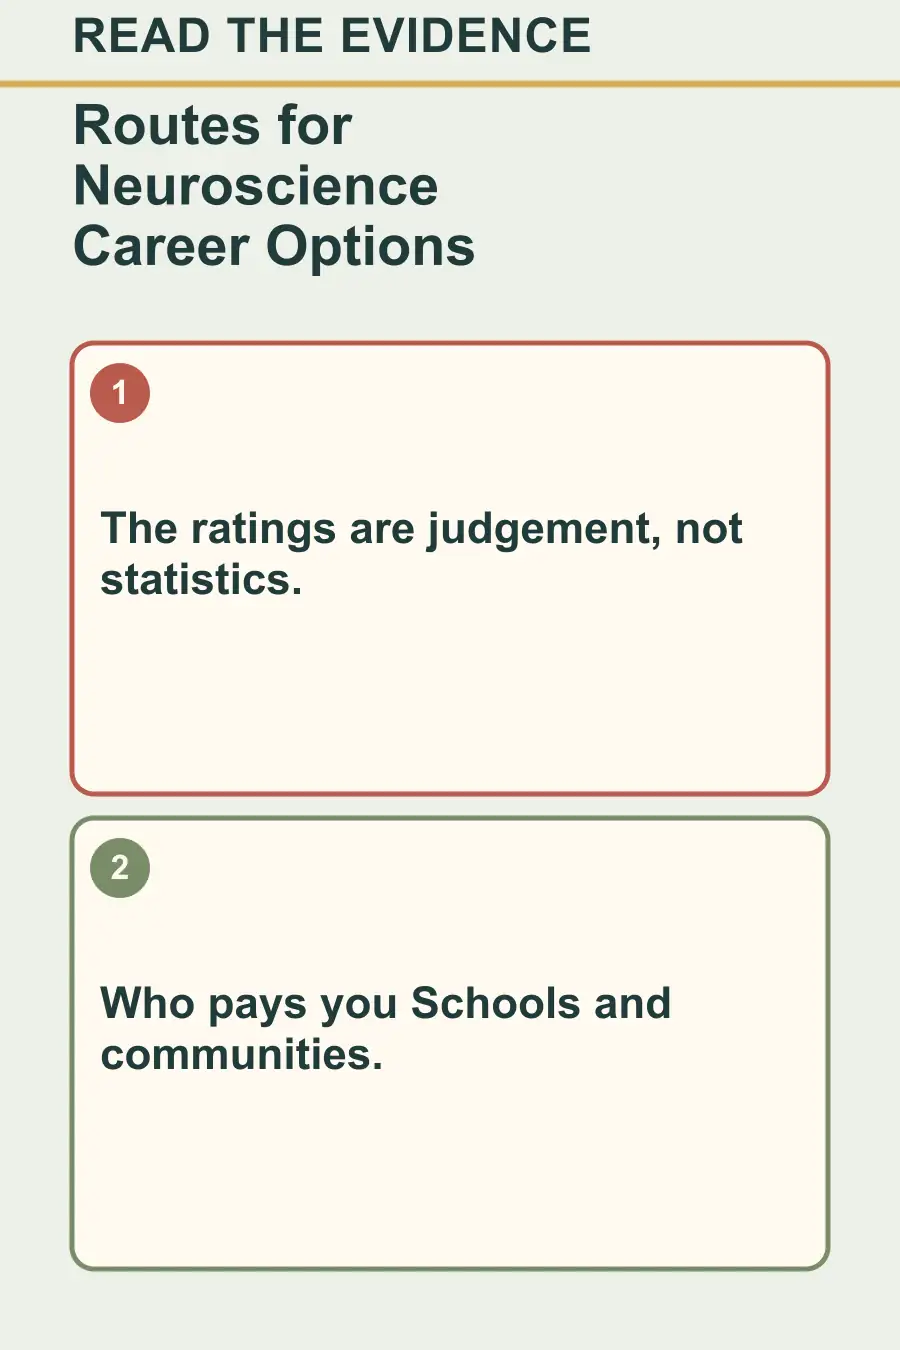 READ THE EVIDENCE
Routes for
Neuroscience
Career Options
1
The ratings are judgement, not
statistics.
2
Who pays you Schools and
communities.